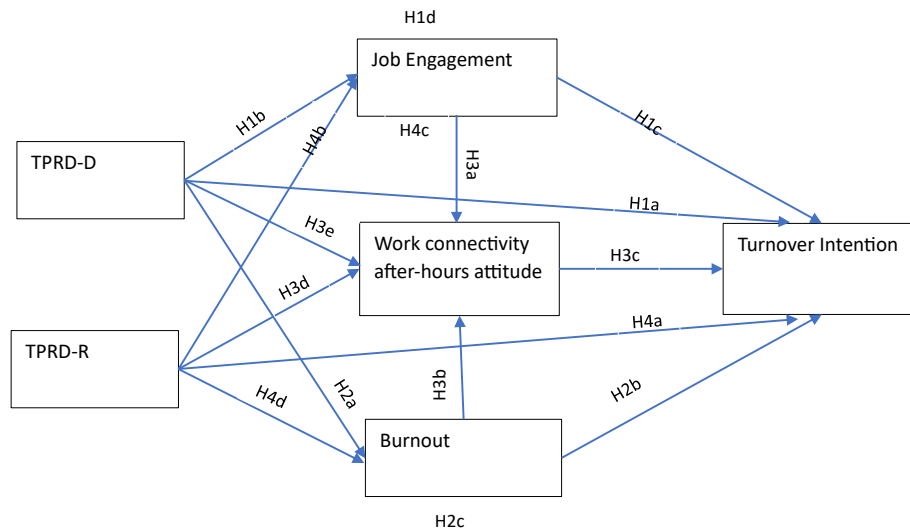 H1d
Job Engagement
H1b
H4b
H4c
H1c
TPRD-D
H3a
H1a
H3e
Work connectivity
after-hours attitude
H3c
Turnover Intention
H3d
TPRD-R
H4a
H4d
H2a
H3b
H2b
Burnout
H2c